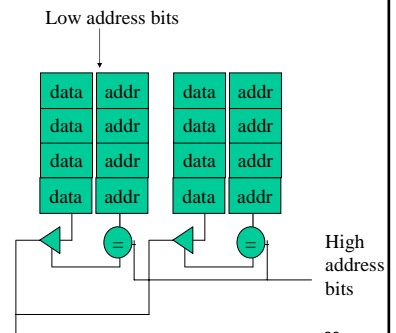 Low address bits
data addr data addr
data addr data addr
data addr data addr
data addr data addr
= =
High
address
bits